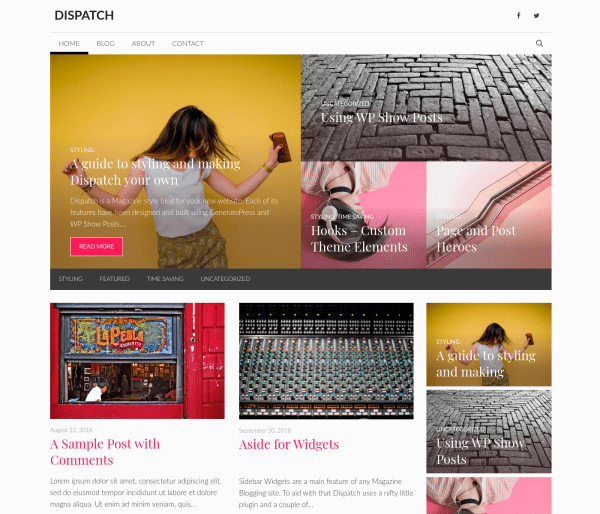 DISPATCH
HOME
BLOG
ABOUT
CONTACT
STYLING
A guide to styling and making
Dispatch your own
Dispatch is a Magazine style blog for your new website. Each of its
features have been designed and built using GeneratePress and
WP Show Posts...
READ MORE
UNCATEGORIZED
Using WP Show Posts
STYLING, TIME SAVING
Hooks – Custom
Theme Elements
STYLING
Page and Post
Heroes
STYLING
FEATURED
TIME SAVING
UNCATEGORIZED
La Perla
August 22, 2018
A Sample Post with
Comments
Lorem ipsum dolor sit amet, consectetur adipiscing elit,
sed do eiusmod tempor incididunt ut labore et dolore
magna aliqua. Ut enim ad minim veniam, quis...
September 20, 2018
Aside for Widgets
Sidebar Widgets are a main feature of any Magazine
Blogging site. To aid with that Dispatch uses a nifty little
plugin and a couple of...
STYLING
A guide to styling
and making
UNCATEGORIZED
Using WP Show
Posts